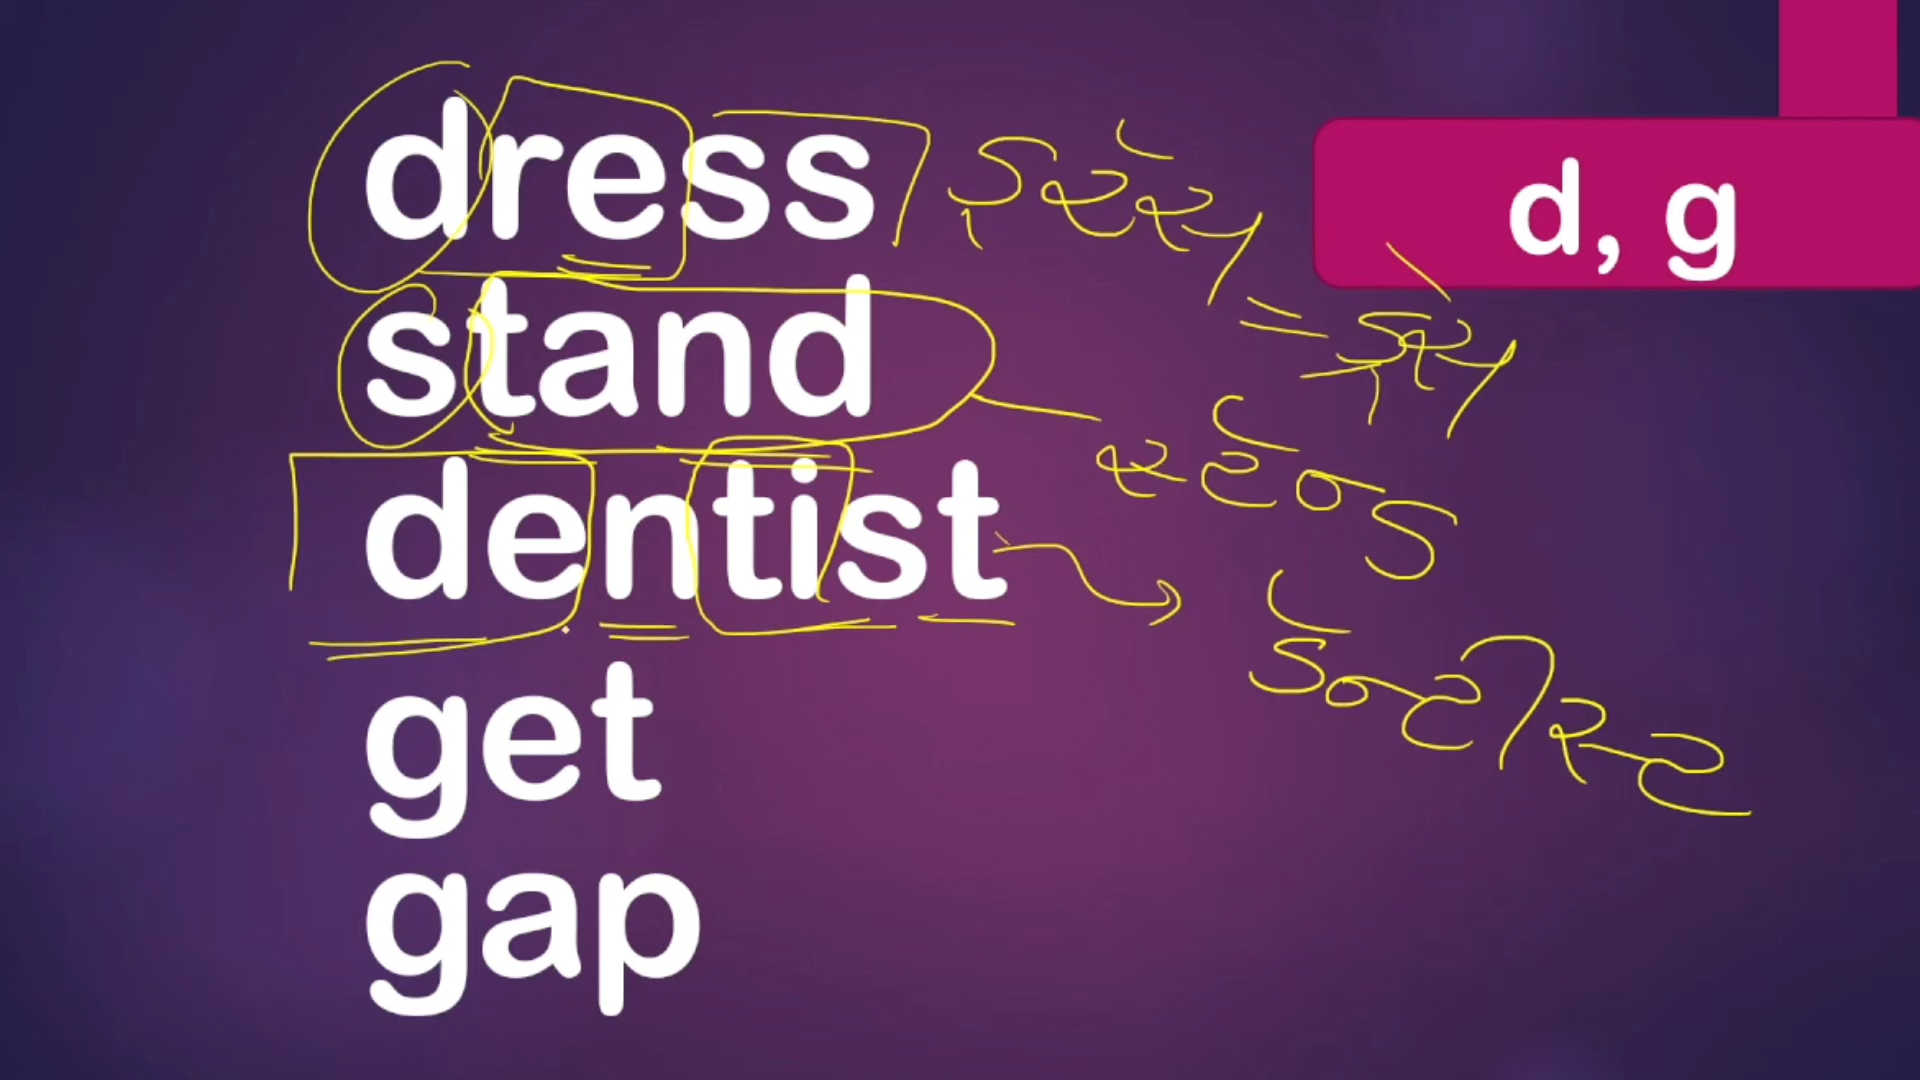 dress ડ્રેસ
= ડ્રેસ
d, g
stand સ્ટેન્ડ
dentist ડેન્ટીસ્ટ
get
gap